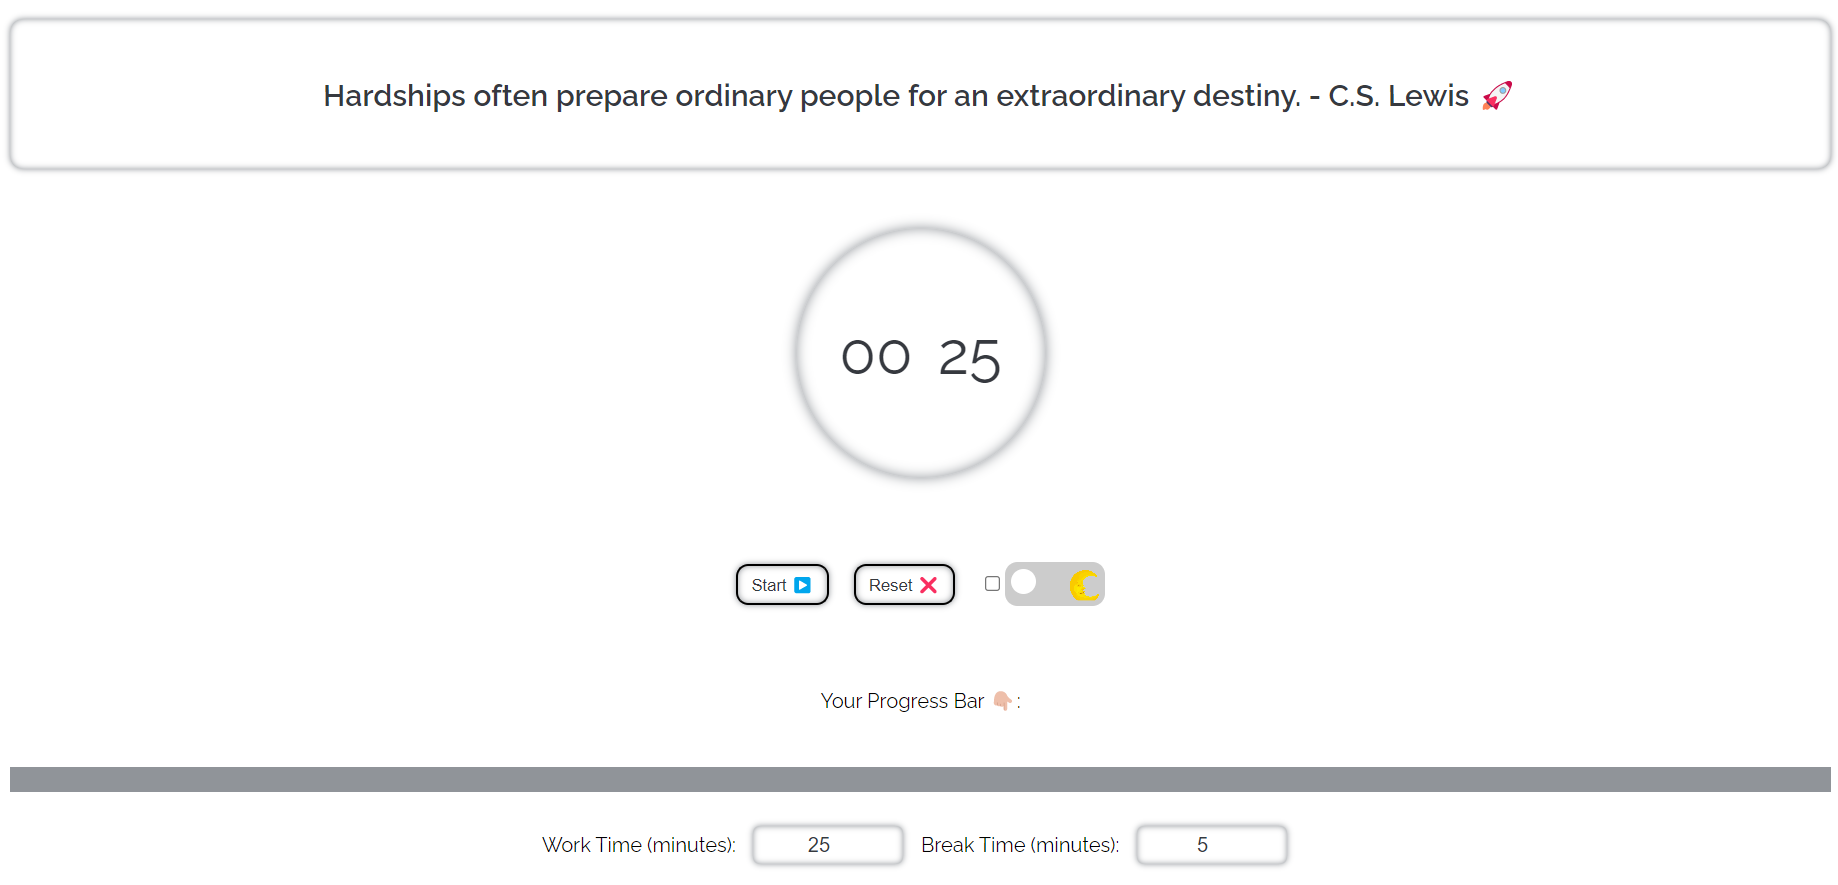 Hardships often prepare ordinary people for an extraordinary destiny. - C.S. Lewis 🚀
00 25
Start ▶️ Reset ❌
Your Progress Bar 👇🏼:
Work Time (minutes): 25 Break Time (minutes): 5